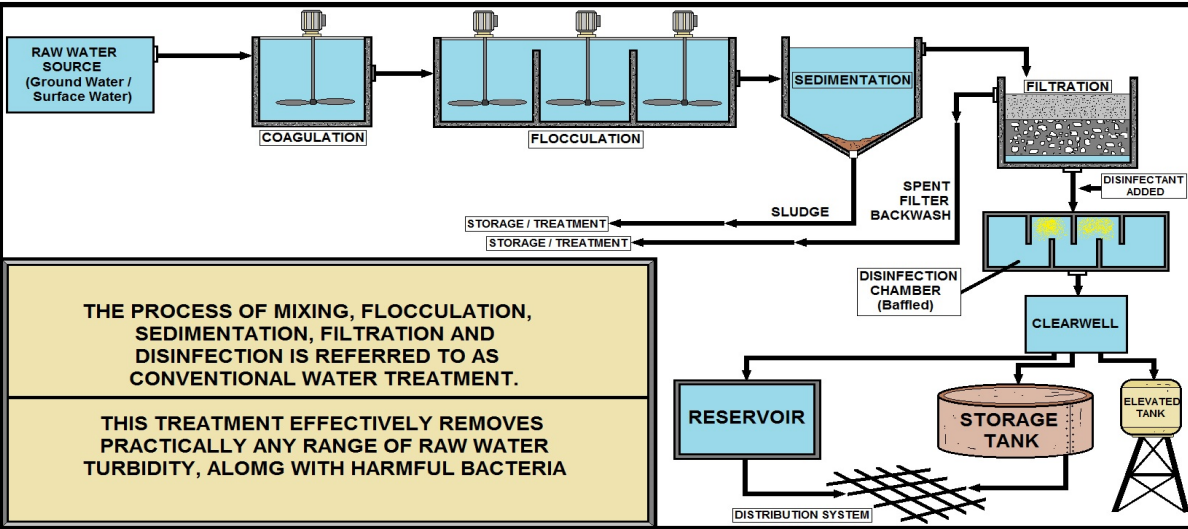 RAW WATER
SOURCE
(Ground Water /
Surface Water)
COAGULATION
FLOCCULATION
SEDIMENTATION
FILTRATION
DISINFECTANT
ADDED
SPENT
FILTER
BACKWASH
SLUDGE
STORAGE / TREATMENT
STORAGE / TREATMENT
DISINFECTION
CHAMBER
(Baffled)
CLEARWELL
RESERVOIR
STORAGE
TANK
ELEVATED
TANK
DISTRIBUTION SYSTEM
THE PROCESS OF MIXING, FLOCCULATION,
SEDIMENTATION, FILTRATION AND
DISINFECTION IS REFERRED TO AS
CONVENTIONAL WATER TREATMENT.
THIS TREATMENT EFFECTIVELY REMOVES
PRACTICALLY ANY RANGE OF RAW WATER
TURBIDITY, ALOMG WITH HARMFUL BACTERIA